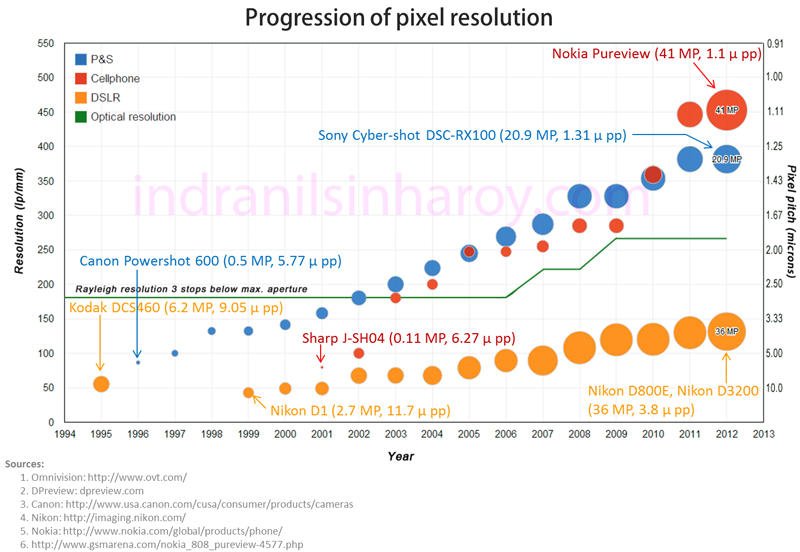 Progression of pixel resolution
550
500
450
400
350
300
250
200
150
100
50
0
Resolution (lp/mm)
P&S
Cellphone
DSLR
Optical resolution
Nokia Pureview (41 MP, 1.1 µ pp)
41 MP
Sony Cyber-shot DSC-RX100 (20.9 MP, 1.31 µ pp)
20.9 MP
indranilsinharoy.com
Canon Powershot 600 (0.5 MP, 5.77 µ pp)
Rayleigh resolution 3 stops below max. aperture
Kodak DCS460 (6.2 MP, 9.05 µ pp)
Sharp J-SH04 (0.11 MP, 6.27 µ pp)
36 MP
Nikon D1 (2.7 MP, 11.7 µ pp)
Nikon D800E, Nikon D3200
(36 MP, 3.8 µ pp)
0.91
1.00
1.11
1.25
1.43
1.67
2.00
2.50
3.33
5.00
10.0
Pixel pitch (microns)
1994 1995 1996 1997 1998 1999 2000 2001 2002 2003 2004 2005 2006 2007 2008 2009 2010 2011 2012 2013
Year
Sources:
1. Omnivision: http://www.ovt.com/
2. DPreview: dpreview.com
3. Canon: http://www.usa.canon.com/cusa/consumer/products/cameras
4. Nikon: http://imaging.nikon.com/
5. Nokia: http://www.nokia.com/global/products/phone/
6. http://www.gsmarena.com/nokia_808_pureview-4577.php